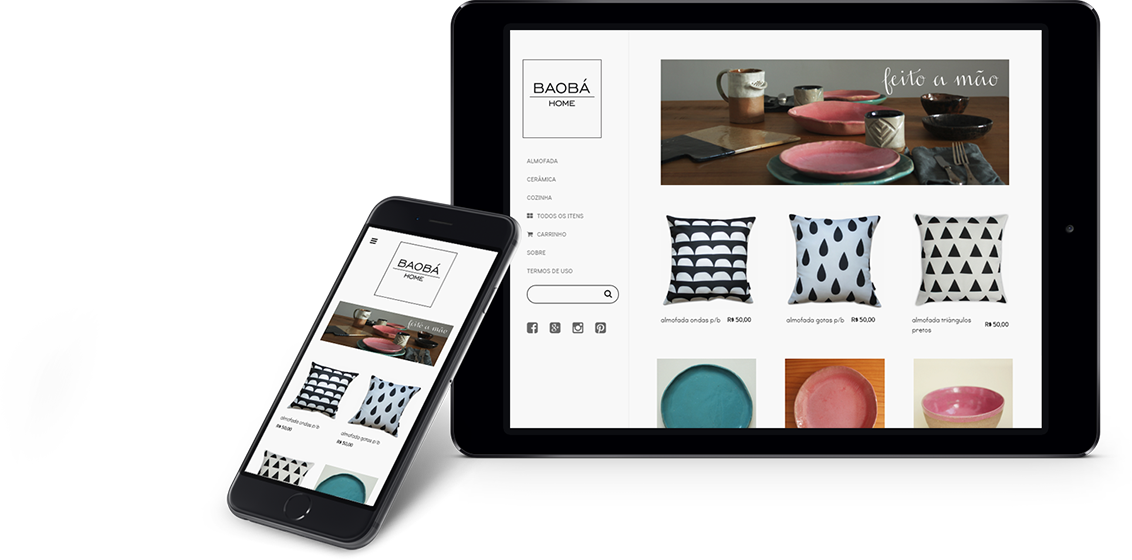 BAOBÁ
HOME
ALMOFADA
CERÂMICA
COZINHA
TODOS OS ITENS
CARRINHO
SOBRE
TERMOS DE USO
feito a mão
almofada ondas p/b R$ 50,00
almofada gotas p/b R$ 50,00
almofada triângulos
pretos R$ 50,00
BAOBÁ
HOME
feito a mão
almofada ondas p/b
R$ 50,00
almofada gotas p/b
R$ 50,00